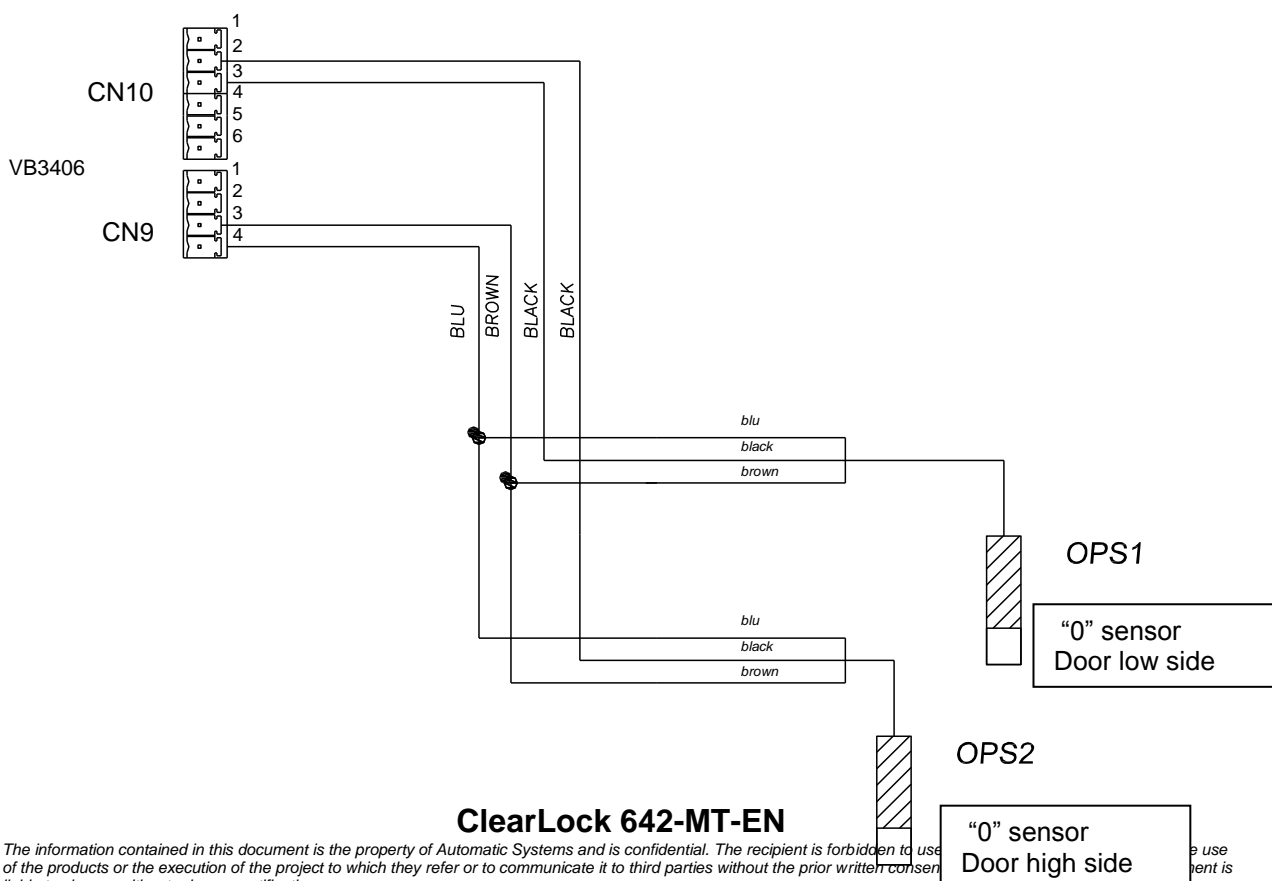 1
2
3
CN10
4
5
6
VB3406
1
2
3
CN9
4
BLU
BROWN
BLACK
BLACK
blu
black
brown
OPS1
“0” sensor
Door low side
blu
black
brown
OPS2
“0” sensor
Door high side
ClearLock 642-MT-EN
The information contained in this document is the property of Automatic Systems and is confidential. The recipient is forbidden to use e use
of the products or the execution of the project to which they refer or to communicate it to third parties without the prior written consen ment is